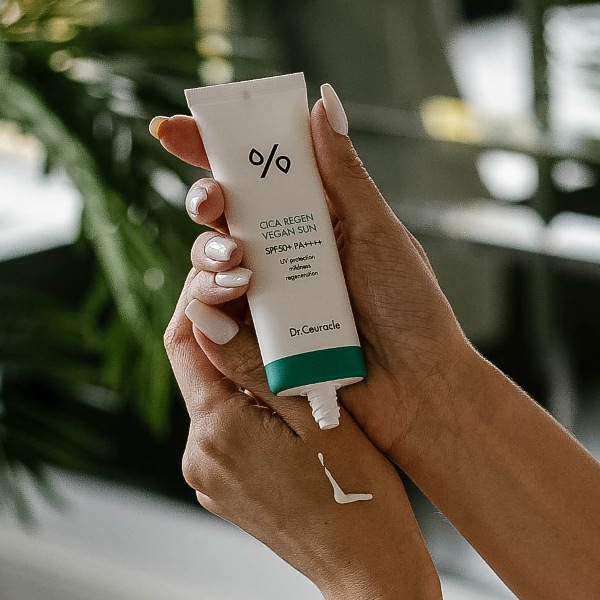 CICA REGEN
VEGAN SUN
SPF50+ PA++++
UV protection
mildness
regeneration
Dr.Ceuracle